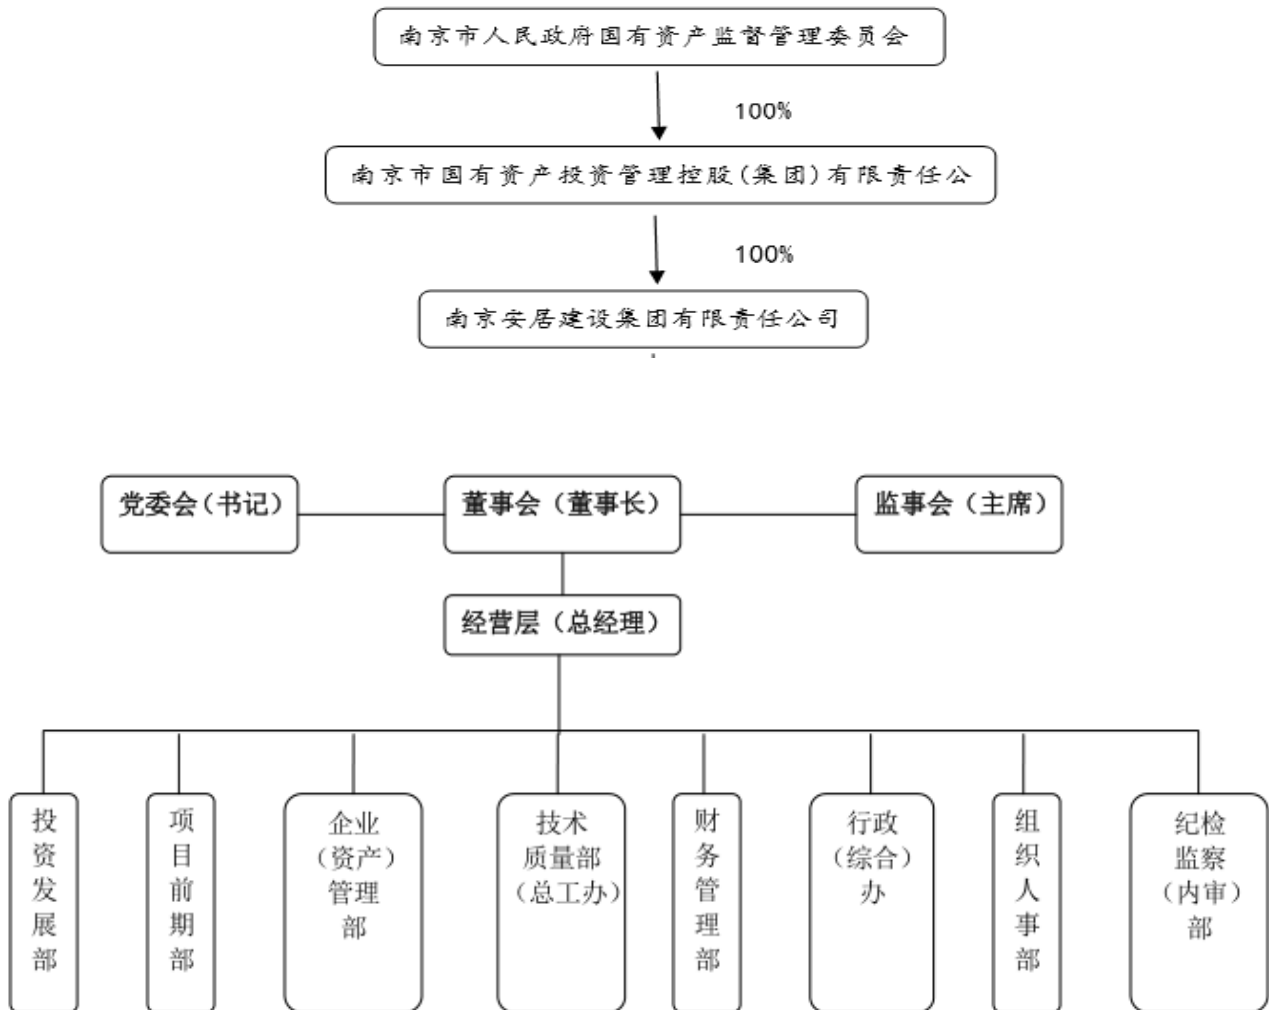 南京市人民政府国有资产监督管理委员会
100%
南京市国有资产投资管理控股(集团)有限责任公
100%
南京安居建设集团有限责任公司
党委会(书记)
董事会（董事长）
监事会（主席）
经营层（总经理）
投资发展部
项目前期部
企业
（资产）
管理
部
技术
质量部
（总工办）
财务管理部
行政
（综合）
办
组织人事部
纪检
监察
（内审）
部